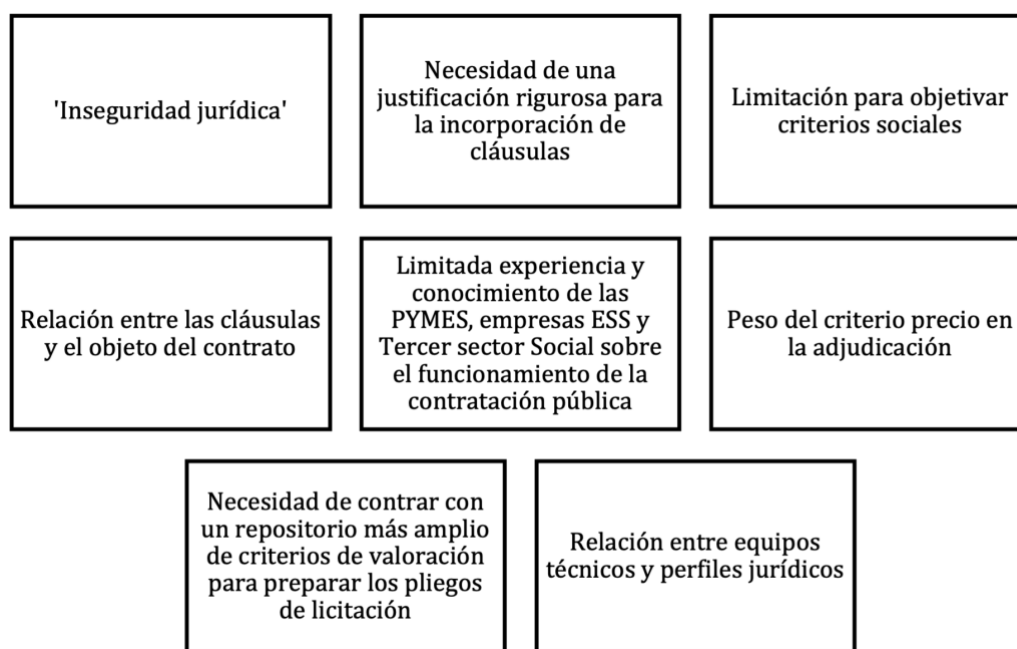 'Inseguridad jurídica'
Necesidad de una
justificación rigurosa para
la incorporación de
cláusulas
Limitación para objetivar
criterios sociales
Relación entre las cláusulas
y el objeto del contrato
Limitada experiencia y
conocimiento de las
PYMES, empresas ESS y
Tercer sector Social sobre
el funcionamiento de la
contratación pública
Peso del criterio precio en
la adjudicación
Necesidad de contrar con
un repositorio más amplio
de criterios de valoración
para preparar los pliegos
de licitación
Relación entre equipos
técnicos y perfiles jurídicos